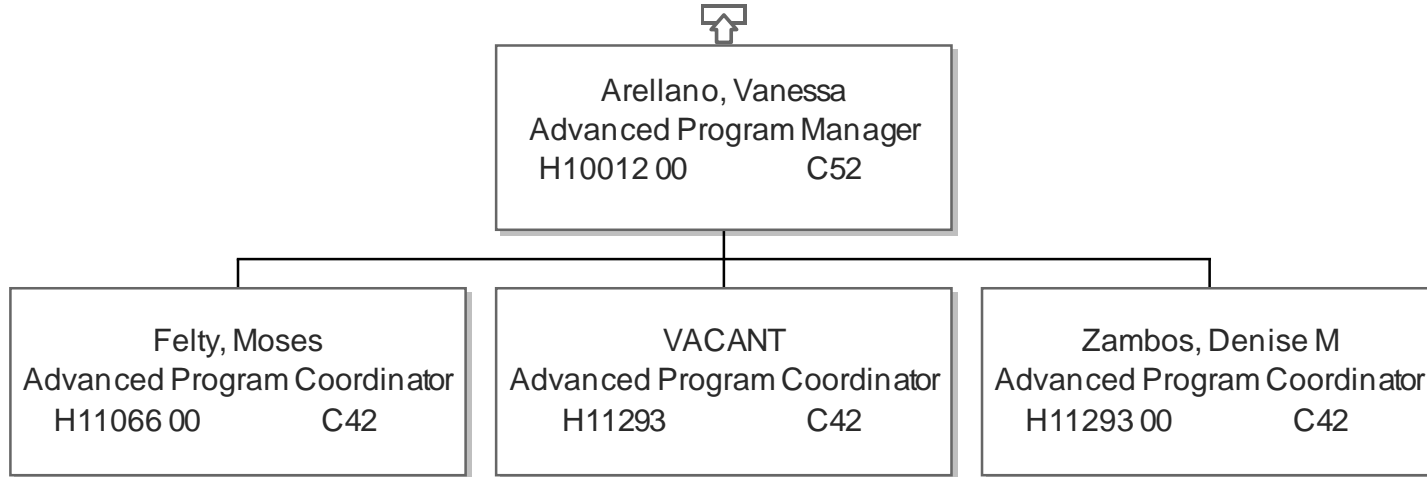 Arellano, Vanessa
Advanced Program Manager
H10012 00 C52
Felty, Moses
Advanced Program Coordinator
H11066 00 C42
VACANT
Advanced Program Coordinator
H11293 C42
Zambos, Denise M
Advanced Program Coordinator
H11293 00 C42